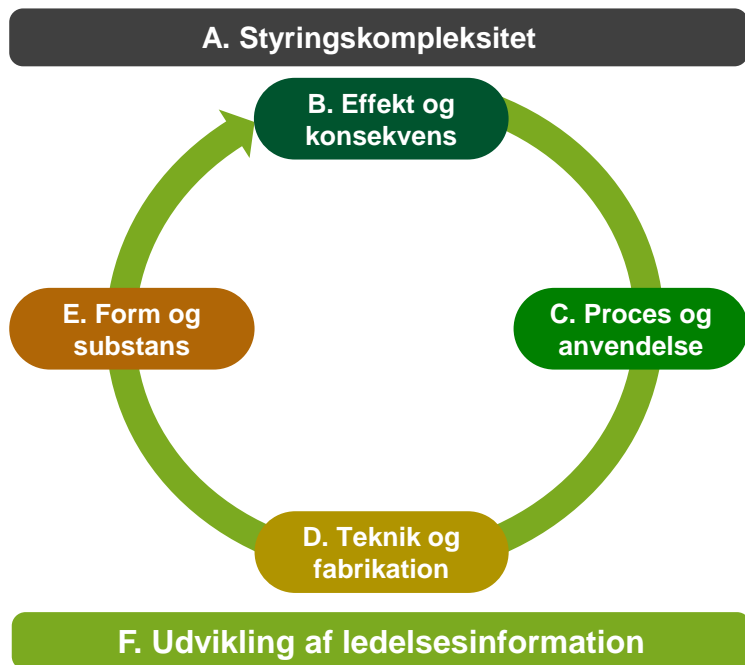 A. Styringskompleksitet
B. Effekt og
konsekvens
E. Form og
substans
C. Proces og
anvendelse
D. Teknik og
fabrikation
F. Udvikling af ledelsesinformation